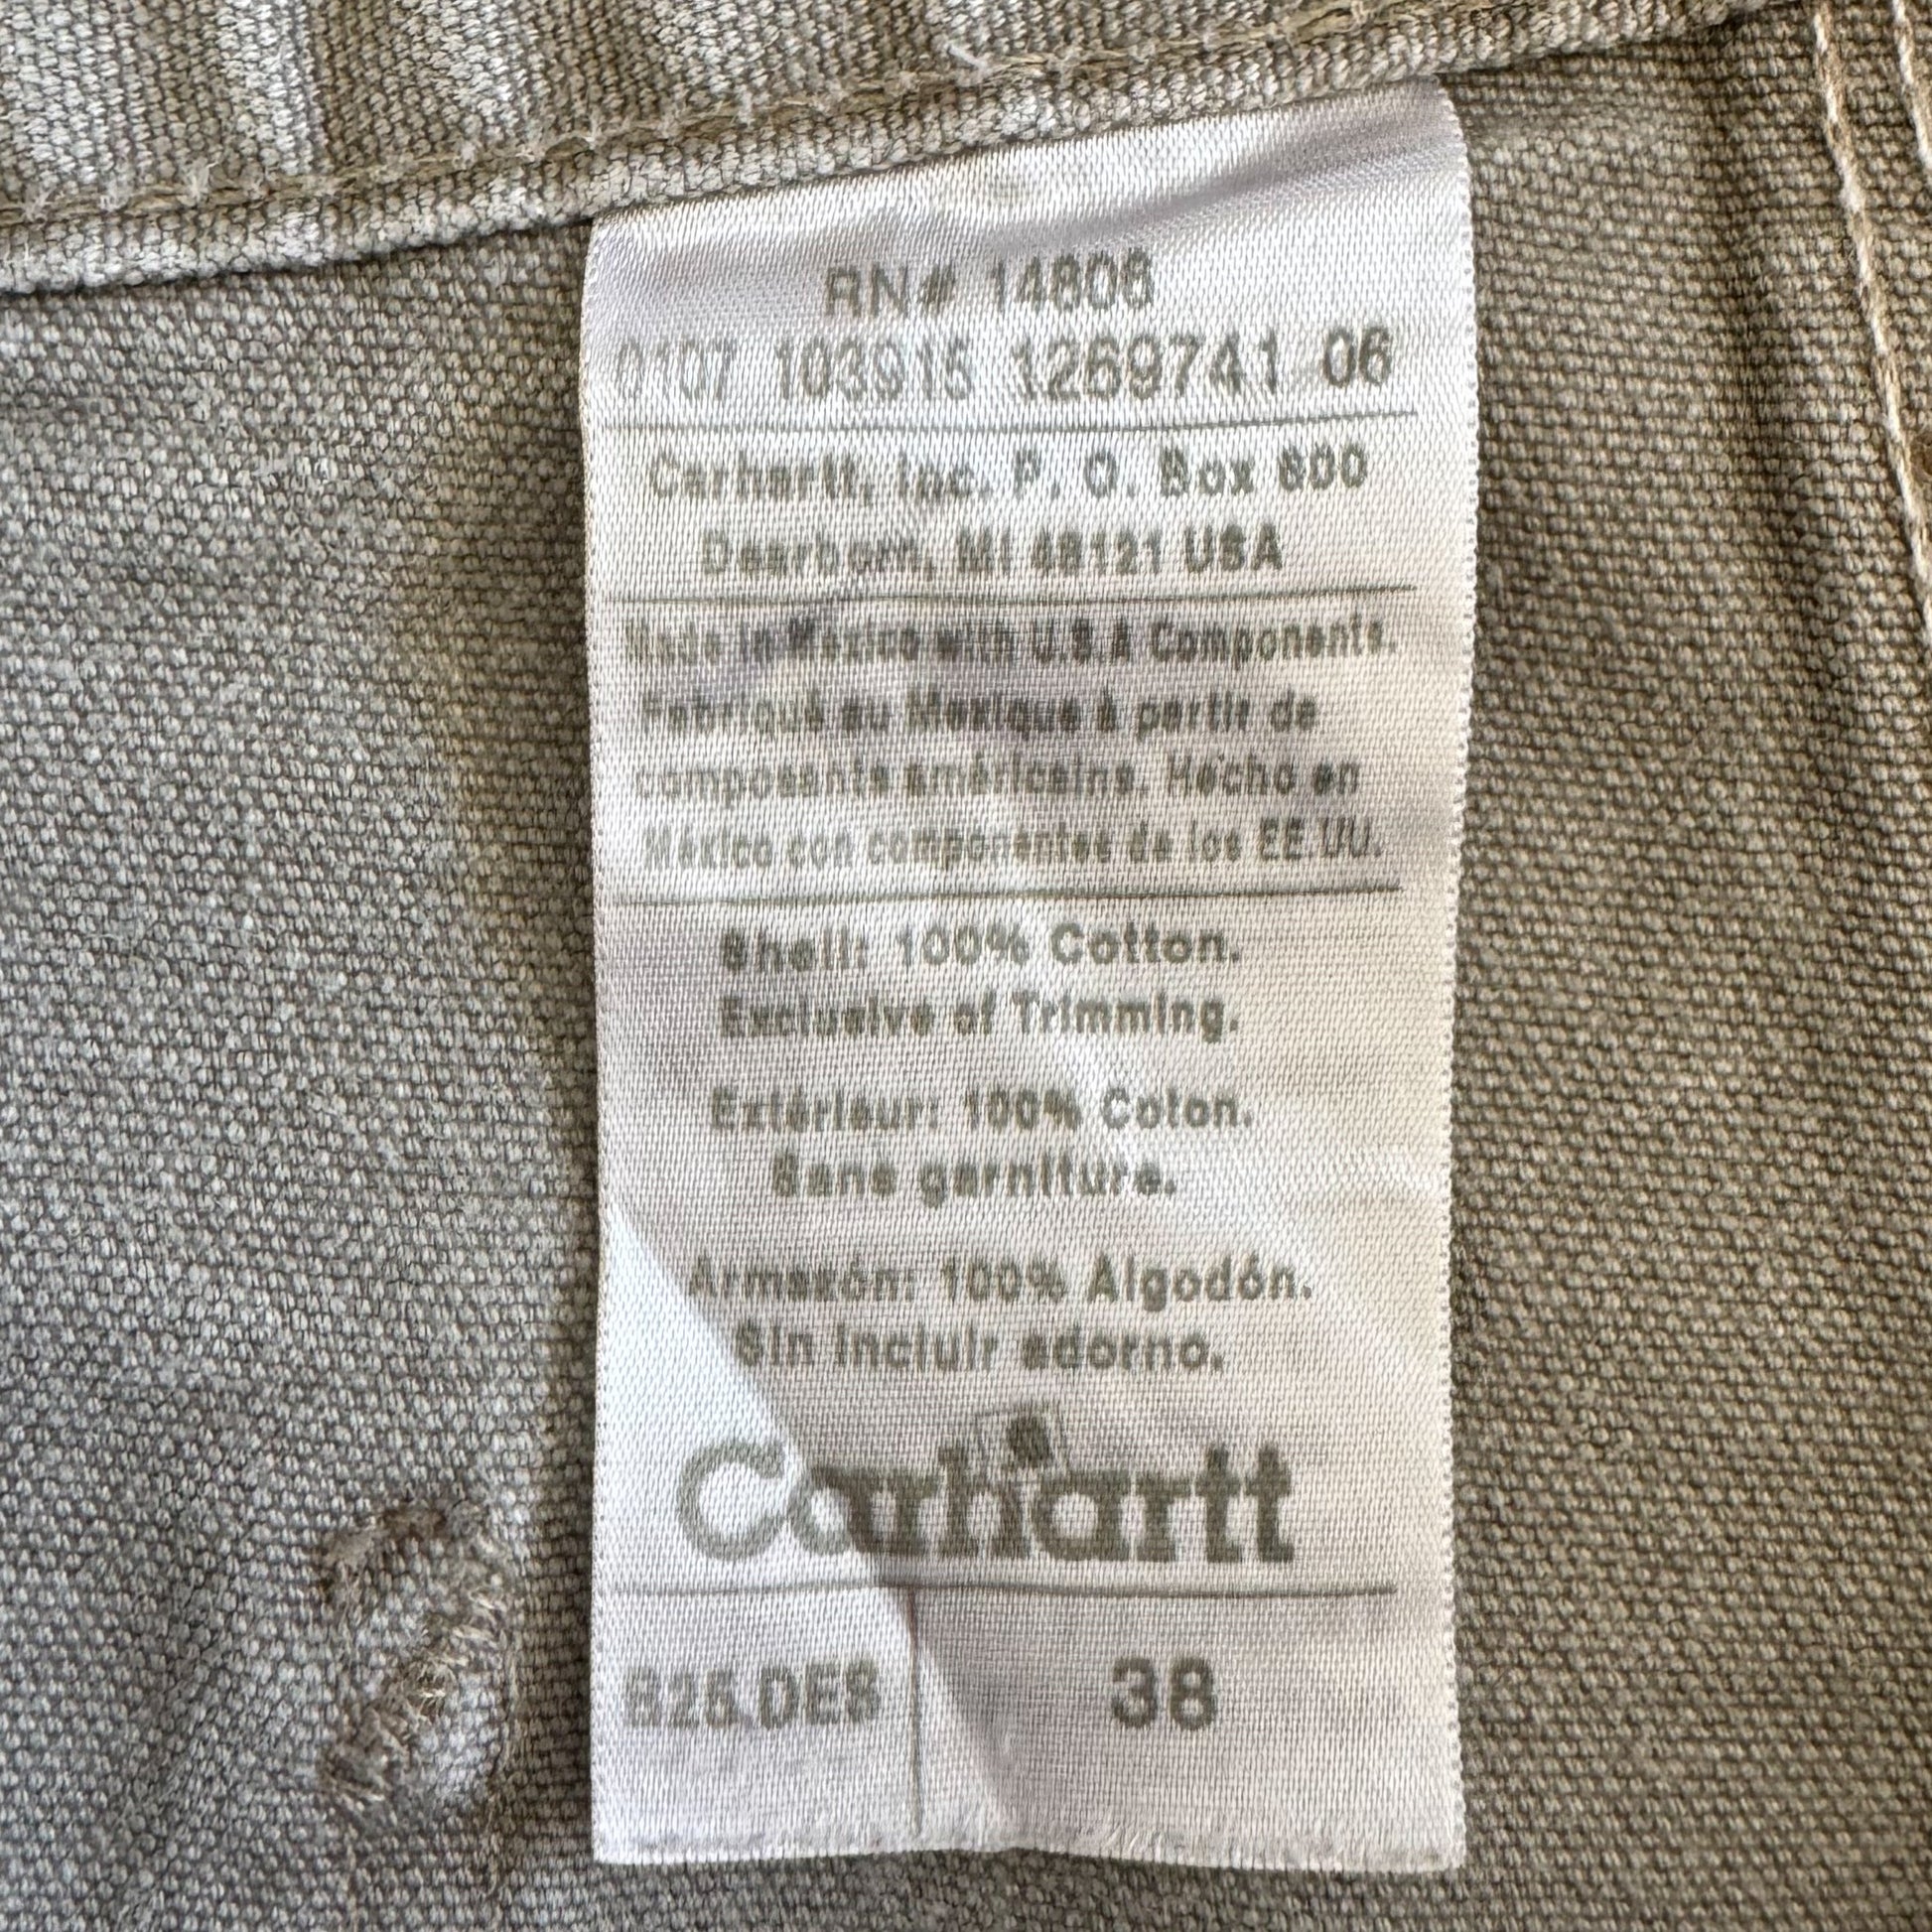 RN# 14806
0107 103915 1269741 06
Carhartt, Inc. P. O. Box 600
Dearborn, MI 48121 USA
Made in Mexico with U.S.A Components.
Fabriqué au Mexique à partir de
composants américains. Hecho en
México con componentes de los EE.UU.
Shell: 100% Cotton.
Exclusive of Trimming.
Extérieur: 100% Coton.
Sans garniture.
Armazón: 100% Algodón.
Sin incluir adorno.
Carhartt
38